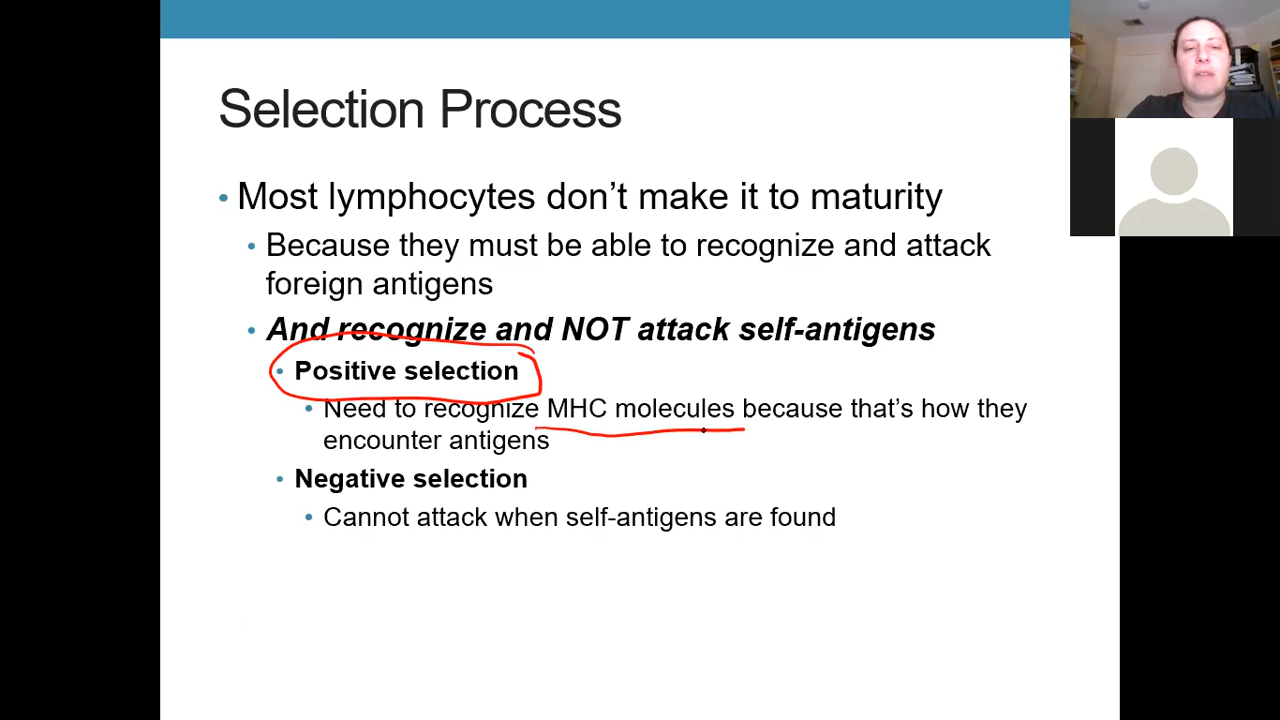 Selection Process
• Most lymphocytes don't make it to maturity
• Because they must be able to recognize and attack
foreign antigens
• And recognize and NOT attack self-antigens
• Positive selection
• Need to recognize MHC molecules because that's how they
encounter antigens
• Negative selection
• Cannot attack when self-antigens are found